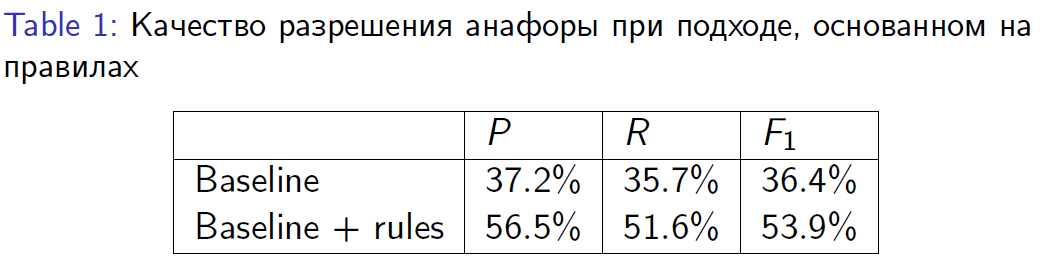 Table 1: Качество разрешения анафоры при подходе, основанном на
правилах
P R F1
Baseline 37.2% 35.7% 36.4%
Baseline + rules 56.5% 51.6% 53.9%